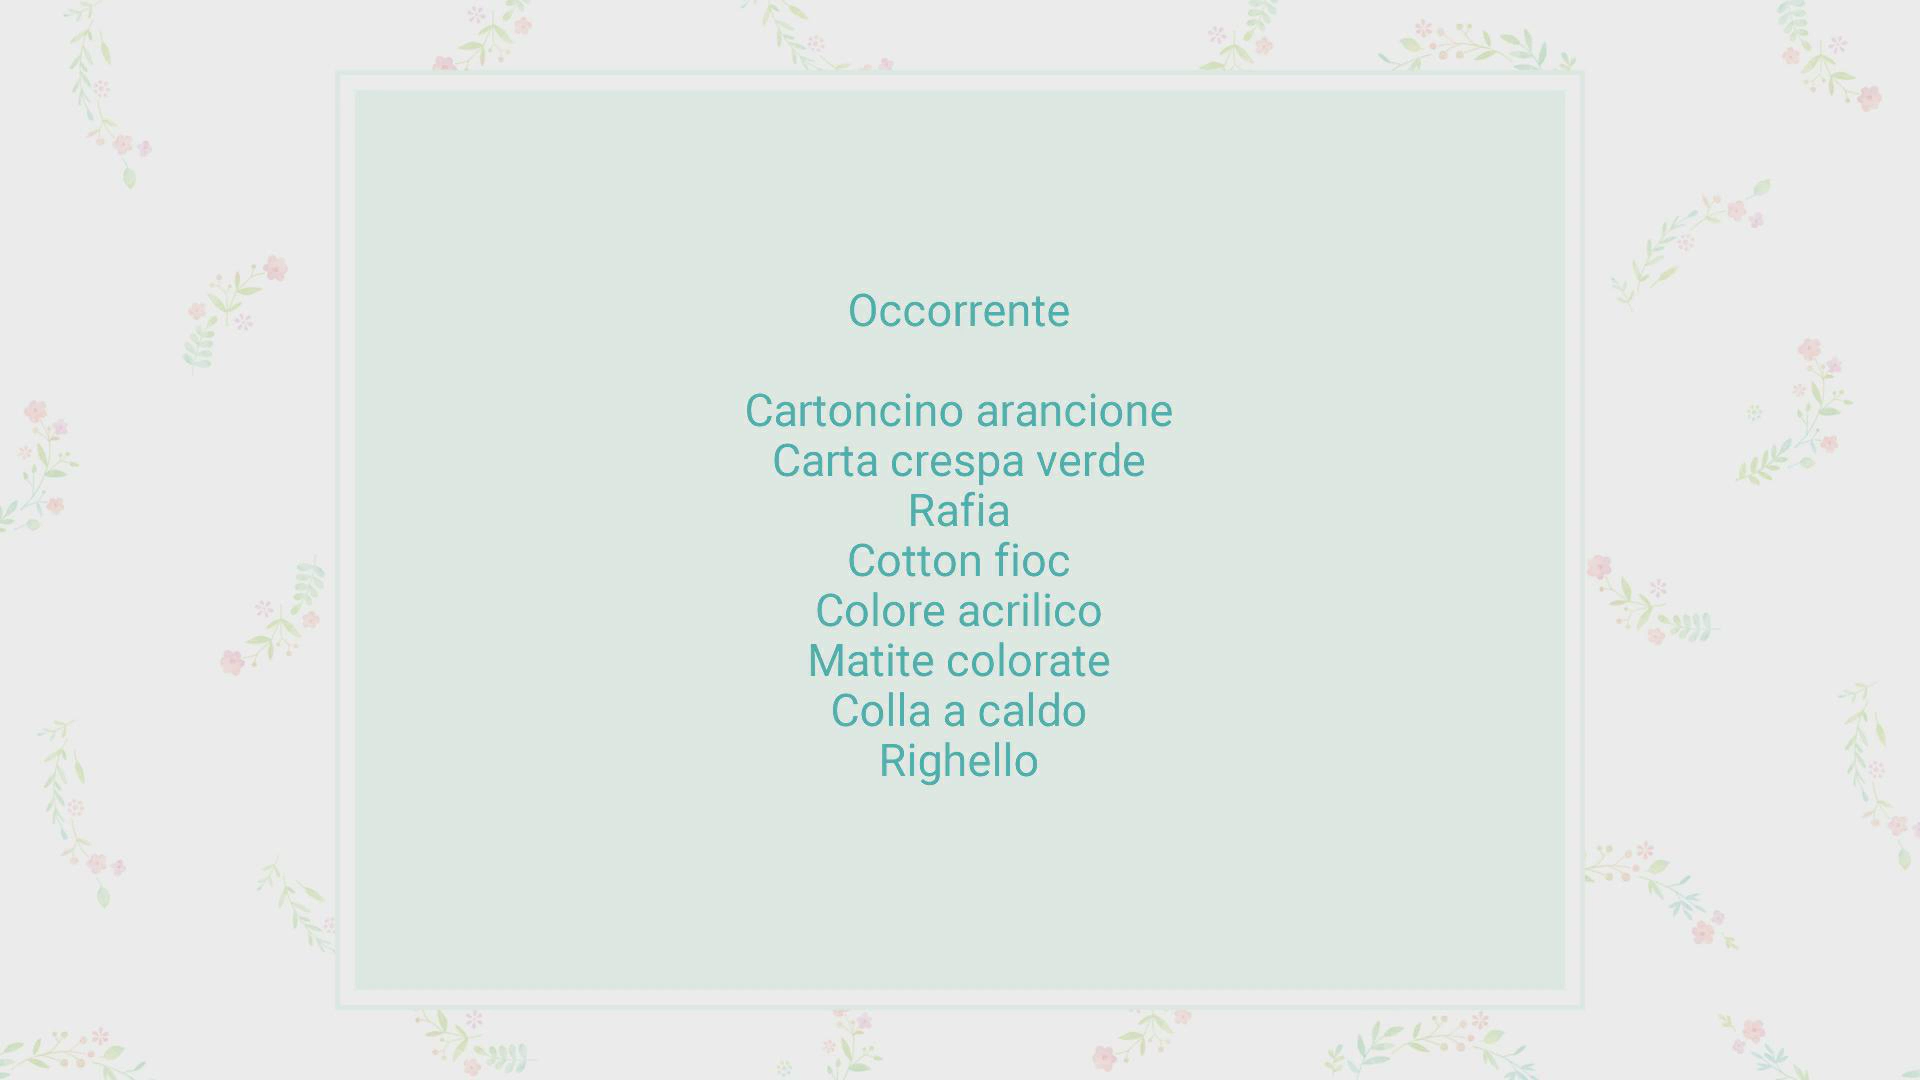 Occorrente
Cartoncino arancione
Carta crespa verde
Rafia
Cotton fioc
Colore acrilico
Matite colorate
Colla a caldo
Righello